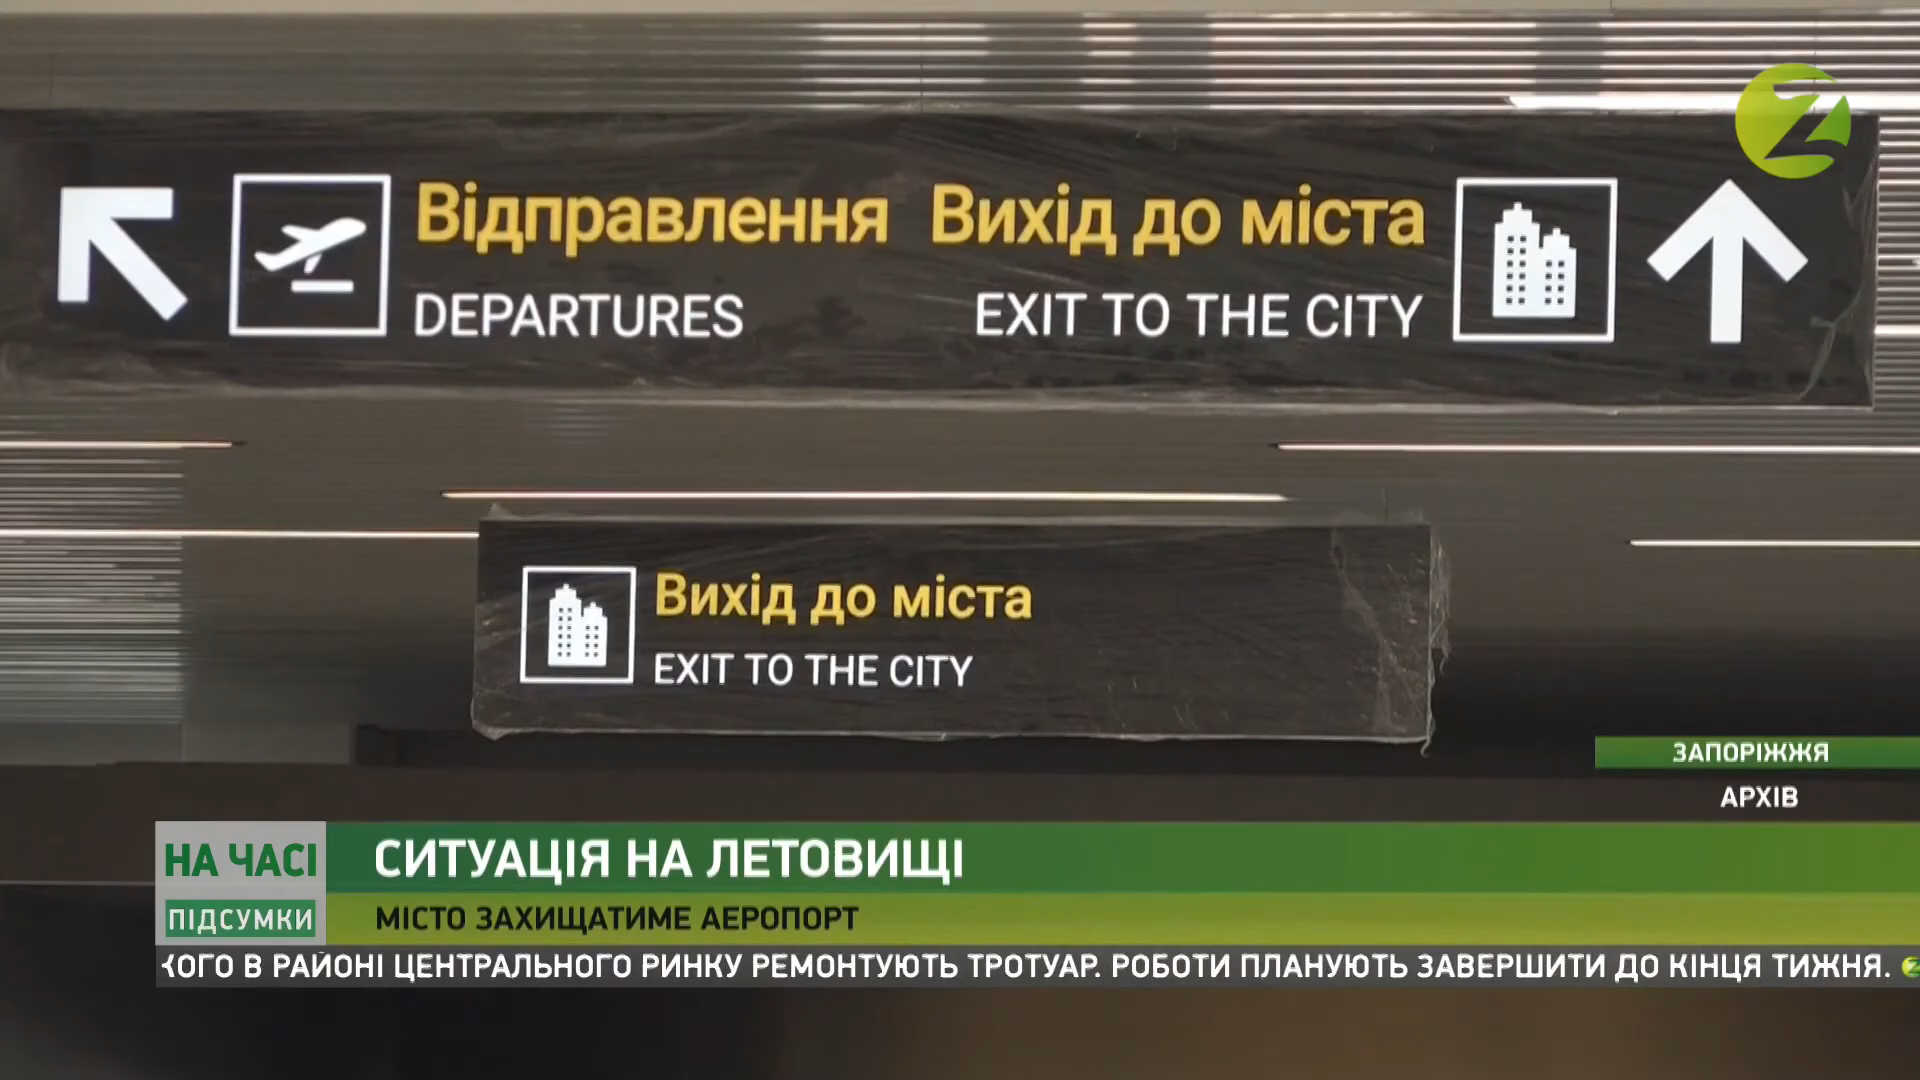 Відправлення Вихід до міста
DEPARTURES EXIT TO THE CITY
Вихід до міста
EXIT TO THE CITY
ЗАПОРІЖЖЯ
АРХІВ
НА ЧАСІ
ПІДСУМКИ
СИТУАЦІЯ НА ЛЕТОВИЩІ
МІСТО ЗАХИЩАТИМЕ АЕРОПОРТ
В РАЙОНІ ЦЕНТРАЛЬНОГО РИНКУ РЕМОНТУЮТЬ ТРОТУАР. РОБОТИ ПЛАНУЮТЬ ЗАВЕРШИТИ ДО КІНЦЯ ТИЖНЯ.